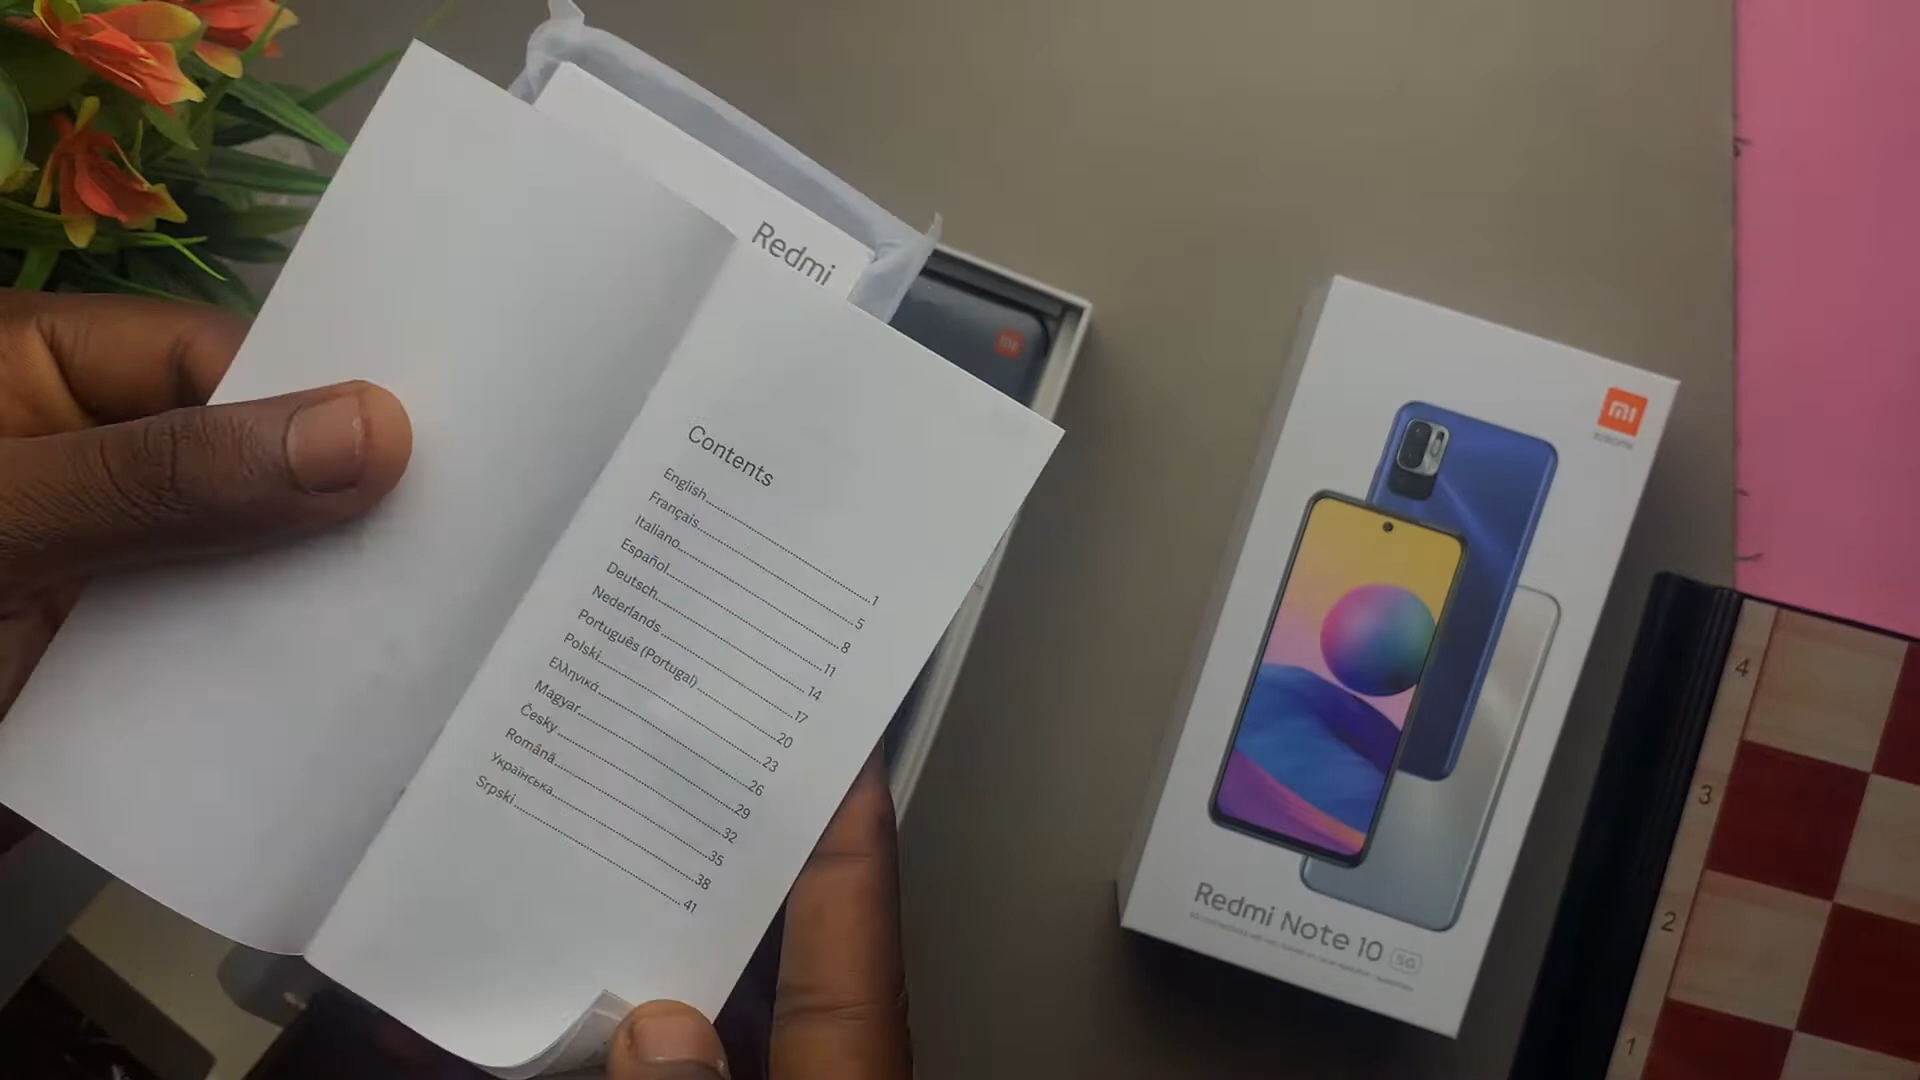 Redmi
Contents
English 1
Français 5
Italiano 8
Español 11
Deutsch 14
Nederlands 17
Português (Portugal) 20
Polski 23
Ελληνικά 26
Magyar 29
Česky 32
Română 35
Українська 38
Srpski 41
XIAOMI
Redmi Note 10 5G
4
3
2
1